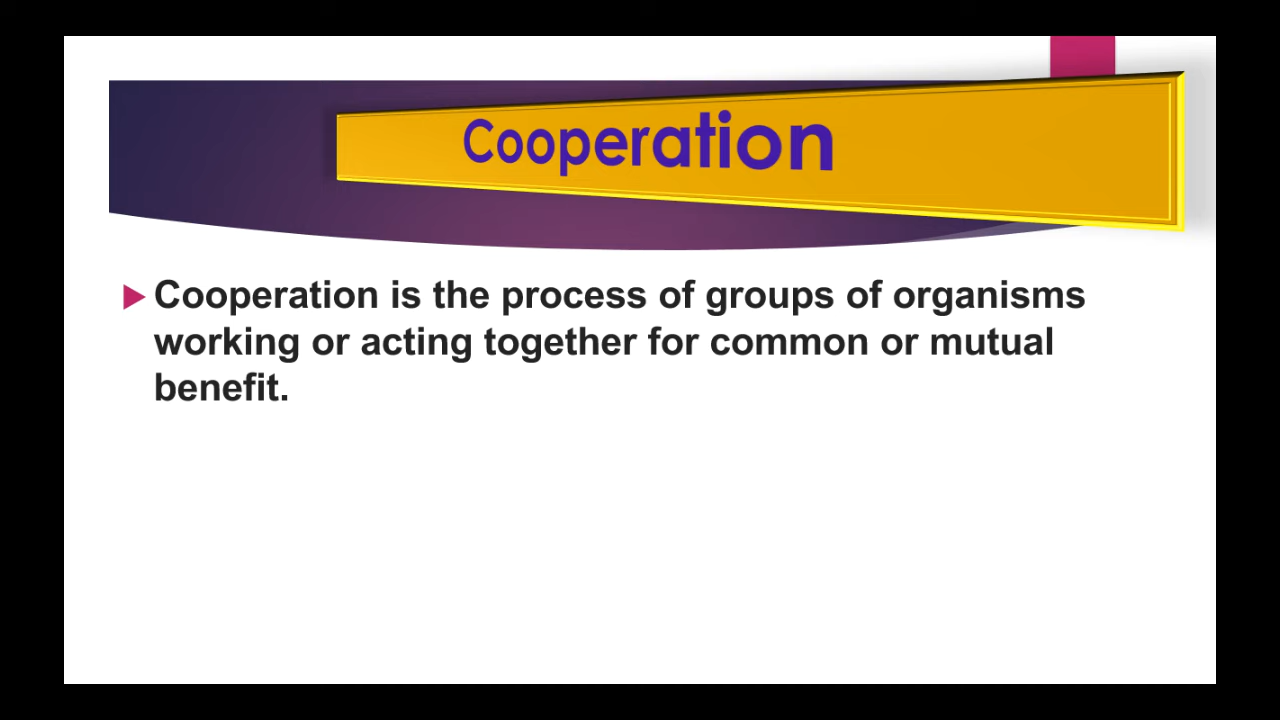 Cooperation
Cooperation is the process of groups of organisms
working or acting together for common or mutual
benefit.